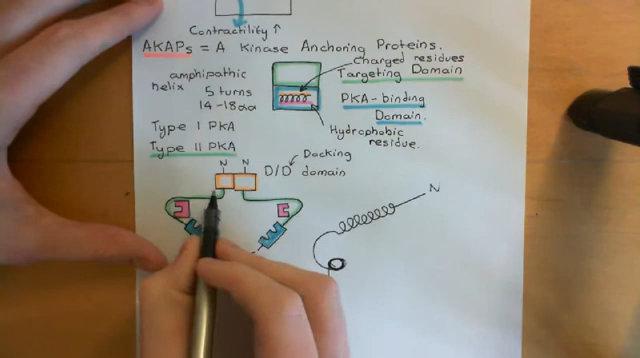 Contractility ↑
AKAPs = A Kinase Anchoring Proteins.
charged residues
Targeting Domain
amphipathic
helix
5 turns
14-18aa
PKA-binding
Domain.
Hydrophobic
residue.
Type I PKA
Type II PKA
N N
D/D
Docking
domain
N